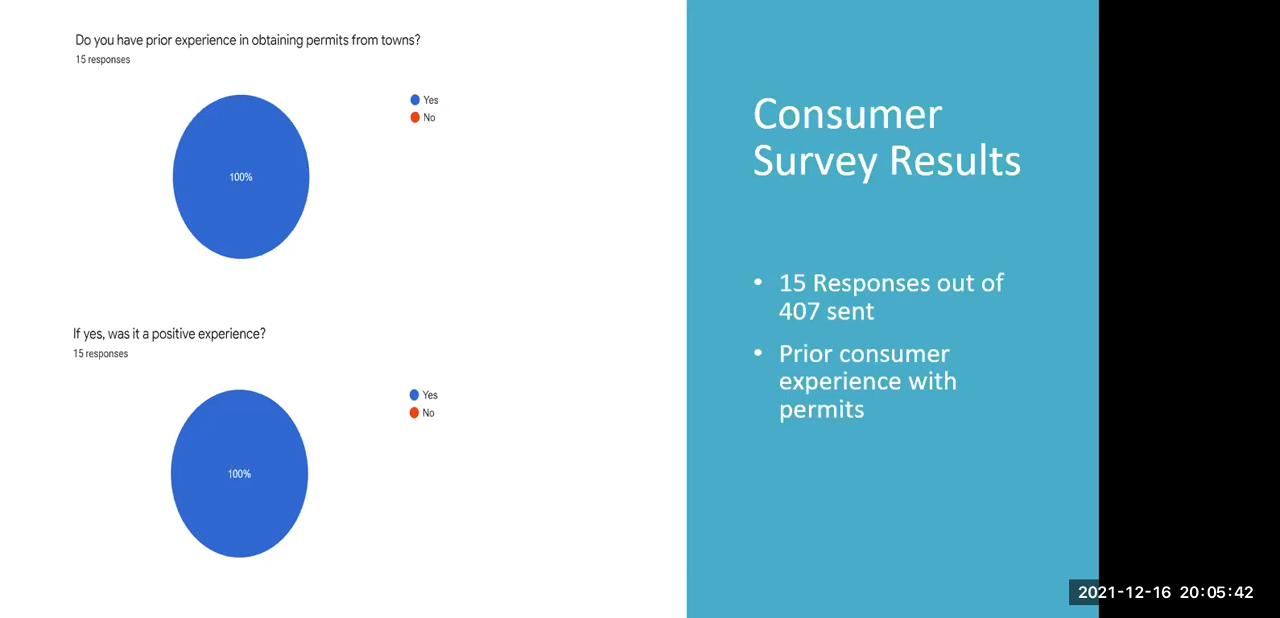 Do you have prior experience in obtaining permits from towns?
15 responses
Yes
No
100%
If yes, was it a positive experience?
15 responses
Yes
No
100%
Consumer
Survey Results
• 15 Responses out of
407 sent
• Prior consumer
experience with
permits
2021-12-16 20:05:42